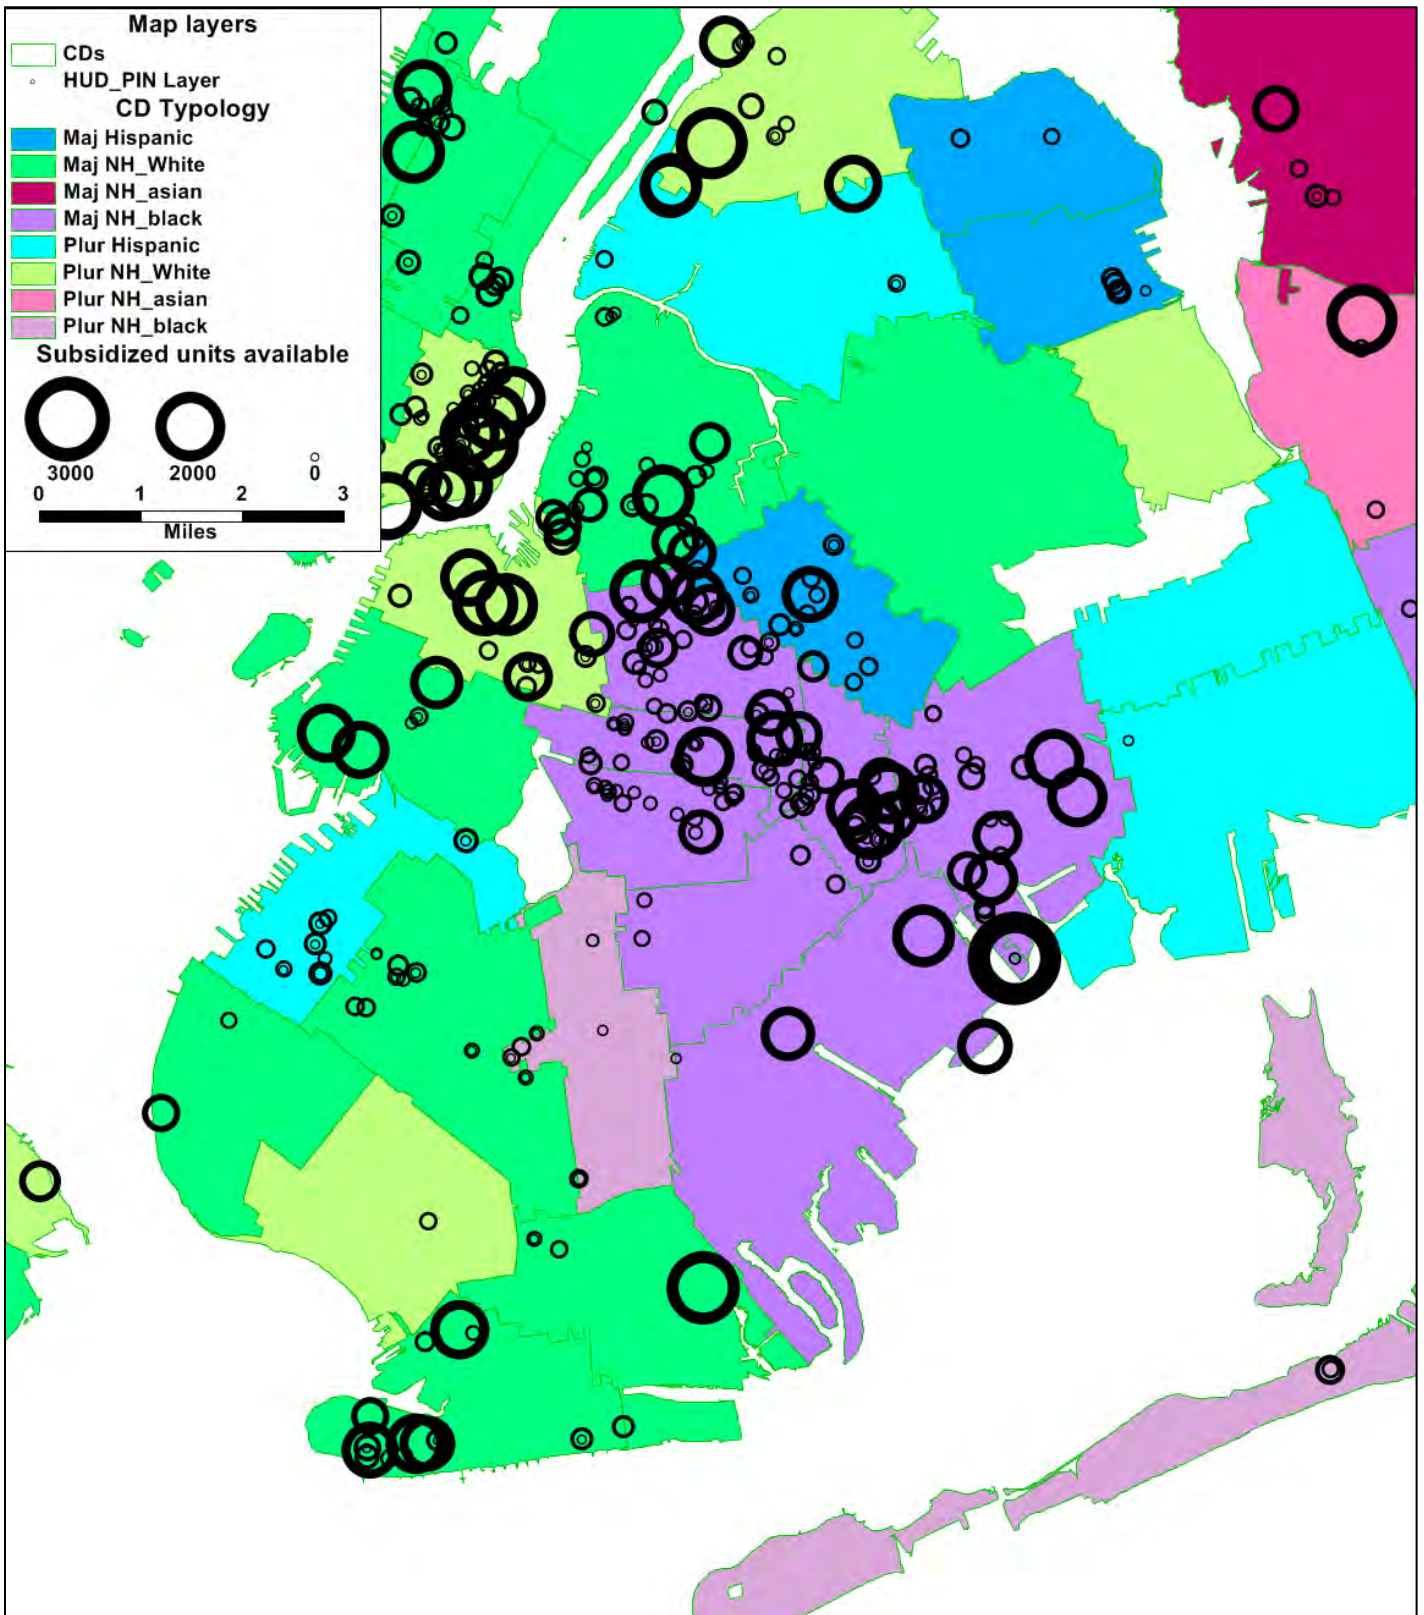 Map layers
CDs
HUD_PIN Layer
CD Typology
Maj Hispanic
Maj NH_White
Maj NH_asian
Maj NH_black
Plur Hispanic
Plur NH_White
Plur NH_asian
Plur NH_black
Subsidized units available
3000 2000 0
0 1 2 3
Miles